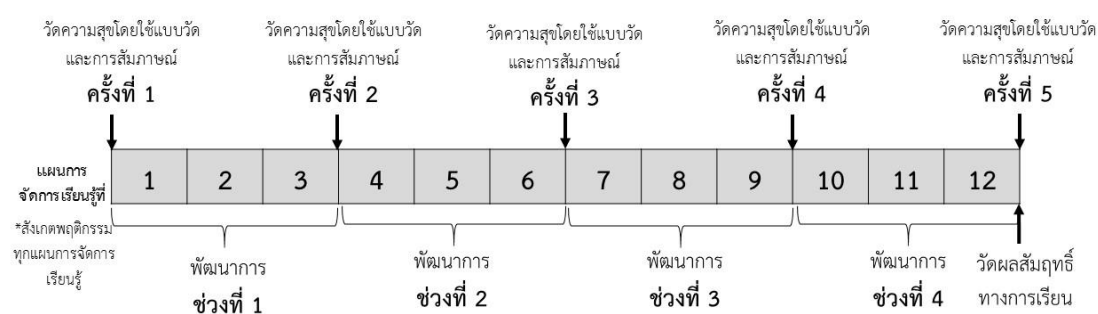 วัดความสุขโดยใช้แบบวัด
และการสัมภาษณ์
ครั้งที่ 1
วัดความสุขโดยใช้แบบวัด
และการสัมภาษณ์
ครั้งที่ 2
วัดความสุขโดยใช้แบบวัด
และการสัมภาษณ์
ครั้งที่ 3
วัดความสุขโดยใช้แบบวัด
และการสัมภาษณ์
ครั้งที่ 4
วัดความสุขโดยใช้แบบวัด
และการสัมภาษณ์
ครั้งที่ 5
แผนการ
จัดการเรียนรู้ที่
1 2 3 4 5 6 7 8 9 10 11 12
*สังเกตพฤติกรรม
ทุกแผนการจัดการ
เรียนรู้
พัฒนาการ
ช่วงที่ 1
พัฒนาการ
ช่วงที่ 2
พัฒนาการ
ช่วงที่ 3
พัฒนาการ
ช่วงที่ 4
วัดผลสัมฤทธิ์
ทางการเรียน